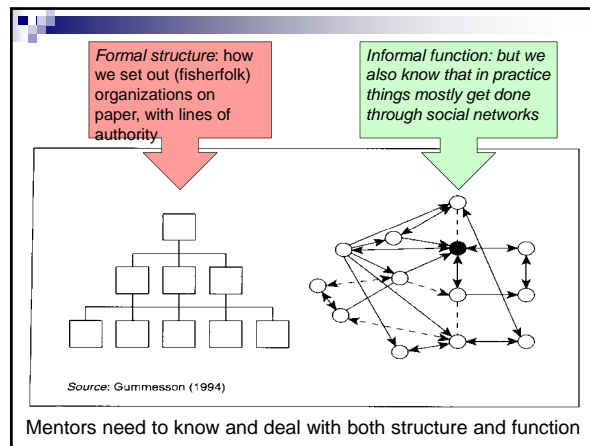 Formal structure: how
we set out (fisherfolk)
organizations on
paper, with lines of
authority
Informal function: but we
also know that in practice
things mostly get done
through social networks
Source: Gummesson (1994)
Mentors need to know and deal with both structure and function